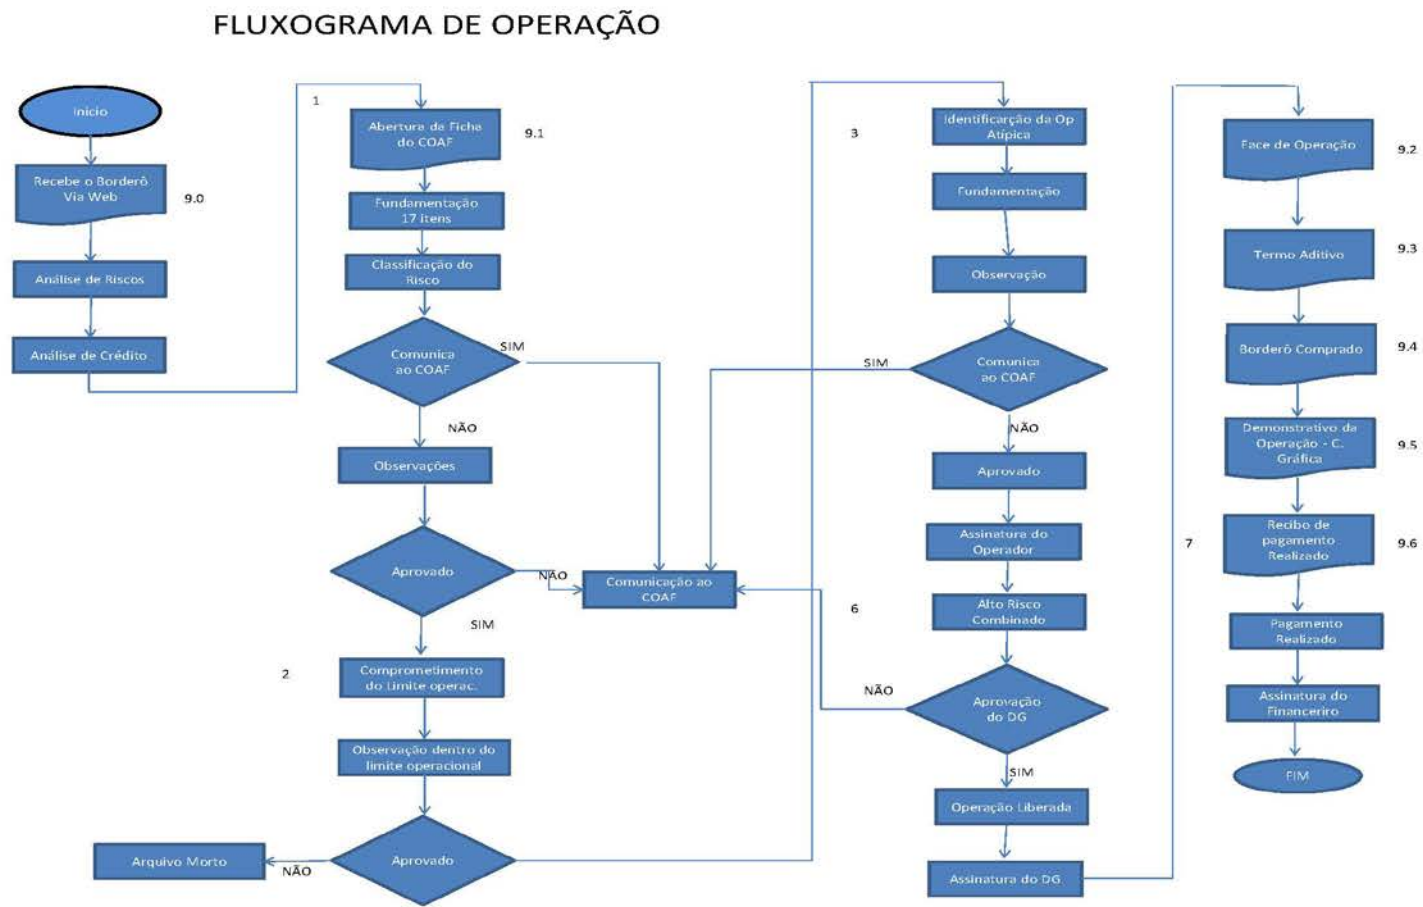 FLUXOGRAMA DE OPERAÇÃO
Inicio
Recebe o Borderô
Via Web
9.0
Análise de Riscos
Análise de Crédito
1
Abertura da Ficha
do COAF
9.1
Fundamentação
17 itens
Classificação do
Risco
Comunica
ao COAF
SIM
NÃO
Observações
Aprovado
NÃO
SIM
Comunicação ao
COAF
2
Comprometimento
do Limite operac.
Observação dentro do
limite operacional
Aprovado
NÃO
Arquivo Morto
3
Identificarção da Op
Atípica
Fundamentação
Observação
Comunica
ao COAF
SIM
NÃO
Aprovado
Assinatura do
Operador
6
Alto Risco
Combinado
Aprovação
do DG
NÃO
SIM
Operação Liberada
Assinatura do DG
7
Face de Operação
9.2
Termo Aditivo
9.3
Borderô Comprado
9.4
Demonstrativo da
Operação - C.
Gráfica
9.5
Recibo de
pagamento
Realizado
9.6
Pagamento
Realizado
Assinatura do
Financeriro
FIM